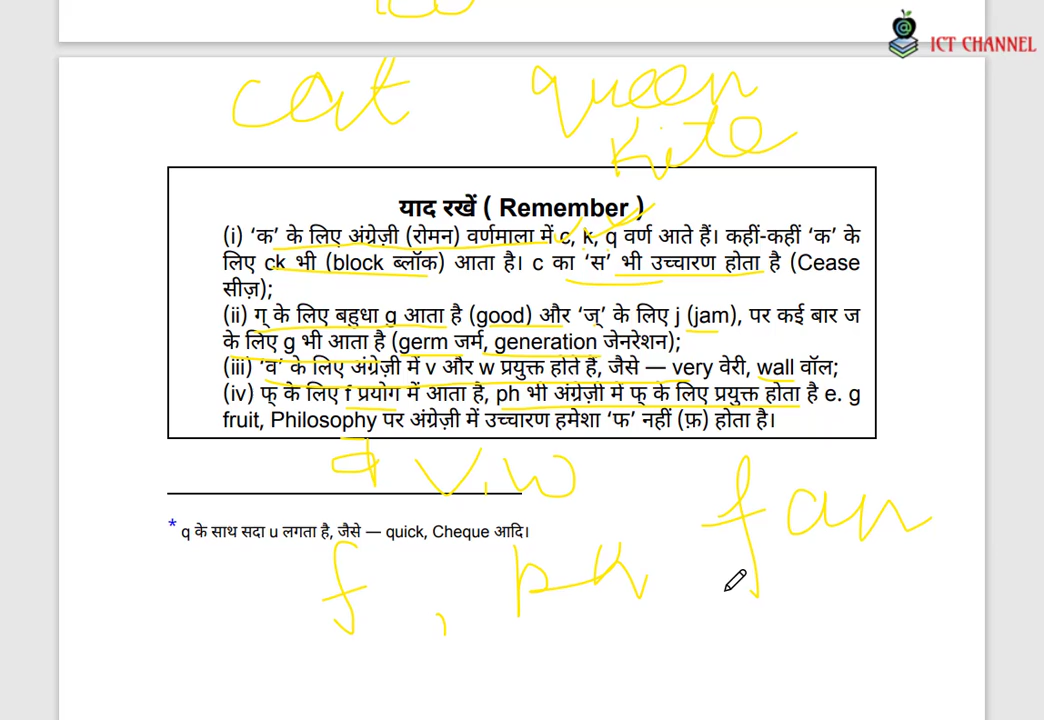 ICT CHANNEL
cat queen
kite
याद रखें ( Remember )
(i) ‘क’ के लिए अंग्रेज़ी (रोमन) वर्णमाला में c, k, q वर्ण आते हैं। कहीं-कहीं ‘क’ के
लिए ck भी (block ब्लॉक) आता है। c का ‘स’ भी उच्चारण होता है (Cease
सीज़);
(ii) ग् के लिए बहुधा g आता है (good) और ‘ज्’ के लिए j (jam), पर कई बार ज
के लिए g भी आता है (germ जर्म, generation जेनरेशन);
(iii) ‘व’ के लिए अंग्रेज़ी में v और w प्रयुक्त होते हैं, जैसे — very वेरी, wall वॉल;
(iv) फ् के लिए f प्रयोग में आता है, ph भी अंग्रेज़ी में फ् के लिए प्रयुक्त होता है e. g
fruit, Philosophy पर अंग्रेज़ी में उच्चारण हमेशा ‘फ’ नहीं (फ़) होता है।
व v, w
* q के साथ सदा u लगता है, जैसे — quick, Cheque आदि।
f , ph fan